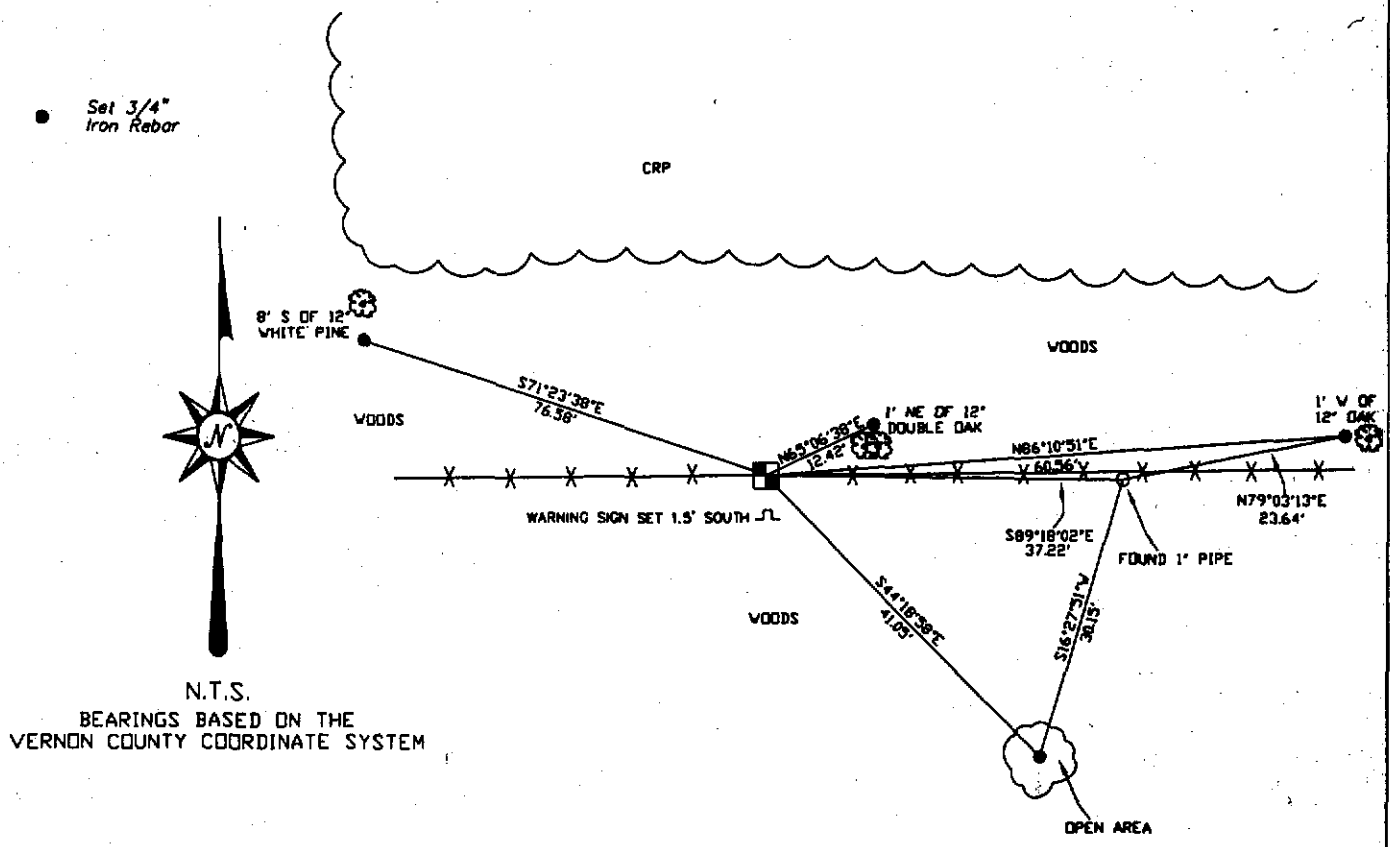 Set 3/4"
Iron Rebar
CRP
8' S OF 12"
WHITE PINE
WOODS
S71°23'38"E
76.58'
WOODS
1' NE OF 12"
DOUBLE OAK
1' W OF
12" OAK
N65°06'38"E
12.42'
N86°10'51"E
60.56'
X X X X X X X X X X X X X X
WARNING SIGN SET 1.5' SOUTH
S89°18'02"E
37.22'
N79°03'13"E
23.64'
FOUND 1" PIPE
S44°18'58"E
41.05'
S16°27'51"W
30.15'
WOODS
N
N.T.S.
BEARINGS BASED ON THE
VERNON COUNTY COORDINATE SYSTEM
OPEN AREA